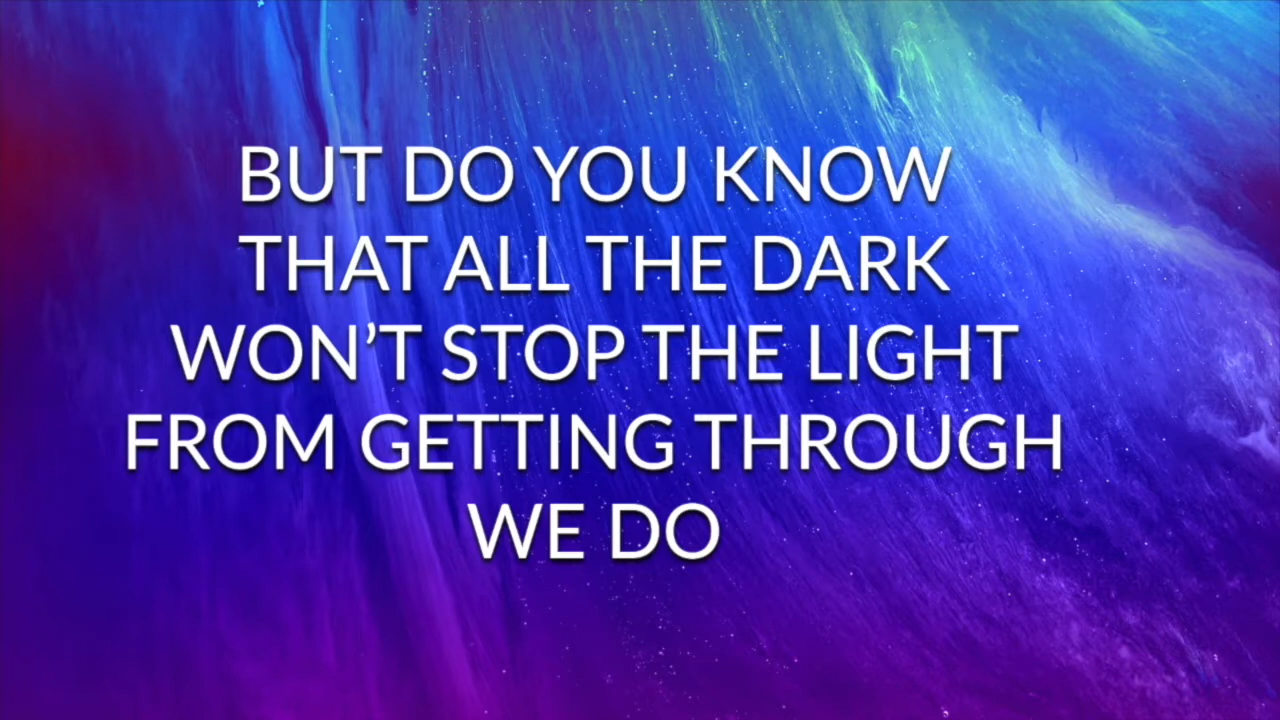 BUT DO YOU KNOW
THAT ALL THE DARK
WON’T STOP THE LIGHT
FROM GETTING THROUGH
WE DO